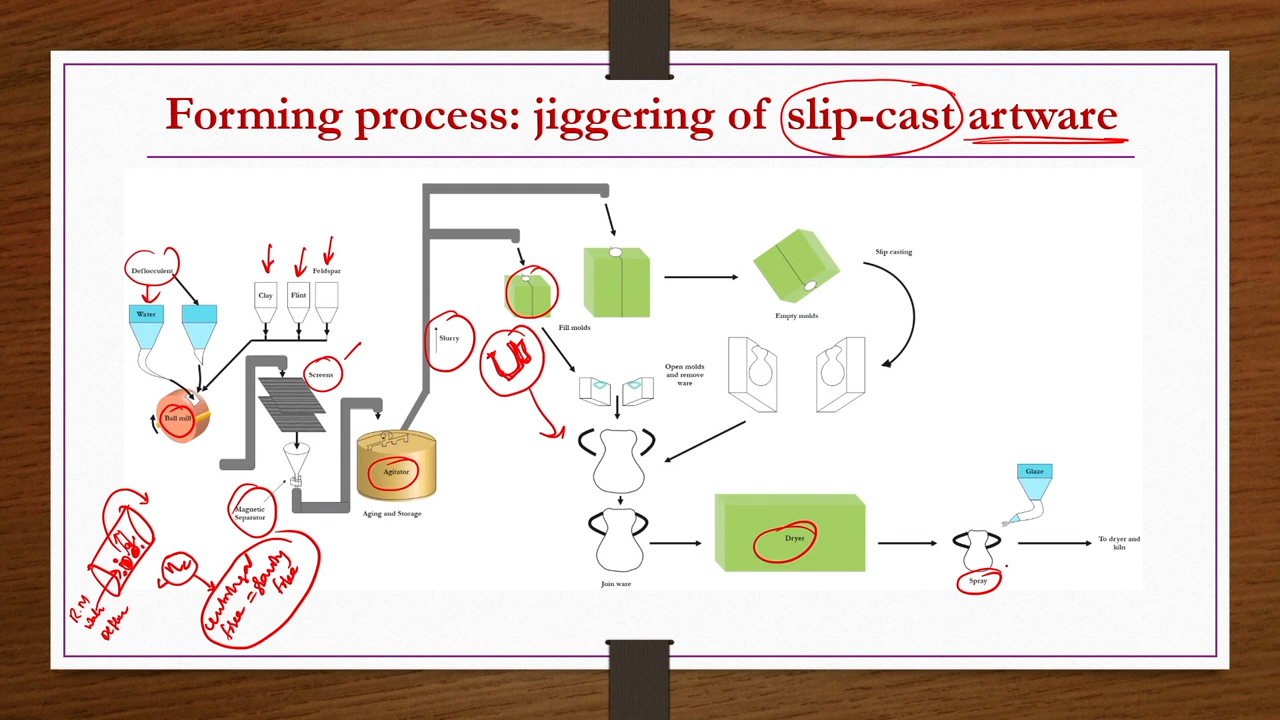 Forming process: jiggering of slip-cast artware
Deflocculent
Feldspar
Water
Clay
Flint
Ball mill
Screens
Magnetic
Separator
Agitator
Aging and Storage
Slurry
Fill molds
Empty molds
Slip casting
Open molds
and remove
ware
Join ware
Dryer
Glaze
Spray
To dryer and
kiln
R.M
Nc